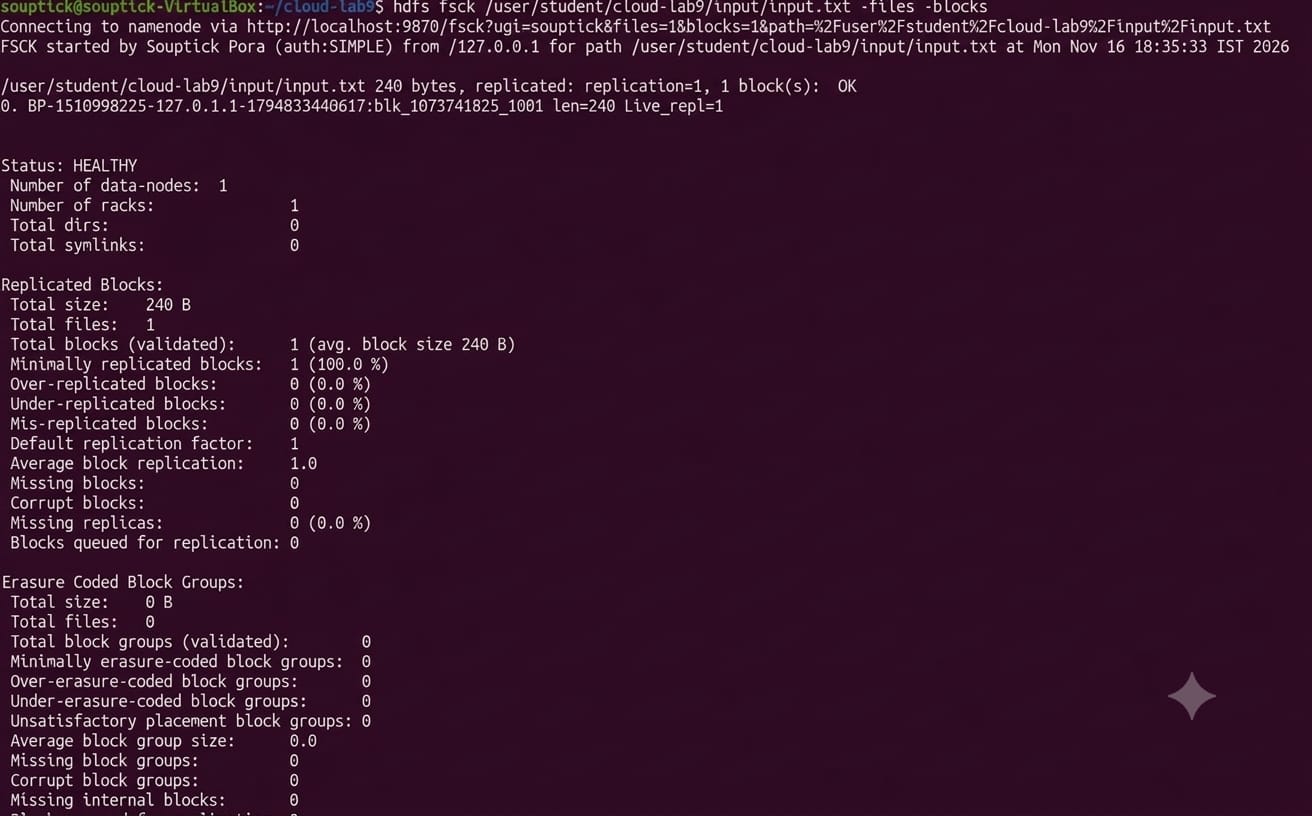 souptick@souptick-VirtualBox:~/cloud-lab9$ hdfs fsck /user/student/cloud-lab9/input/input.txt -files -blocks
Connecting to namenode via http://localhost:9870/fsck?ugi=souptick&files=1&blocks=1&path=%2Fuser%2Fstudent%2Fcloud-lab9%2Finput%2Finput.txt
FSCK started by Souptick Pora (auth:SIMPLE) from /127.0.0.1 for path /user/student/cloud-lab9/input/input.txt at Mon Nov 16 18:35:33 IST 2026
/user/student/cloud-lab9/input/input.txt 240 bytes, replicated: replication=1, 1 block(s):  OK
0. BP-1510998225-127.0.1.1-1794833440617:blk_1073741825_1001 len=240 Live_repl=1
Status: HEALTHY
Number of data-nodes: 1
Number of racks: 1
Total dirs: 0
Total symlinks: 0
Replicated Blocks:
Total size: 240 B
Total files: 1
Total blocks (validated): 1 (avg. block size 240 B)
Minimally replicated blocks: 1 (100.0 %)
Over-replicated blocks: 0 (0.0 %)
Under-replicated blocks: 0 (0.0 %)
Mis-replicated blocks: 0 (0.0 %)
Default replication factor: 1
Average block replication: 1.0
Missing blocks: 0
Corrupt blocks: 0
Missing replicas: 0 (0.0 %)
Blocks queued for replication: 0
Erasure Coded Block Groups:
Total size: 0 B
Total files: 0
Total block groups (validated): 0
Minimally erasure-coded block groups: 0
Over-erasure-coded block groups: 0
Under-erasure-coded block groups: 0
Unsatisfactory placement block groups: 0
Average block group size: 0.0
Missing block groups: 0
Corrupt block groups: 0
Missing internal blocks: 0